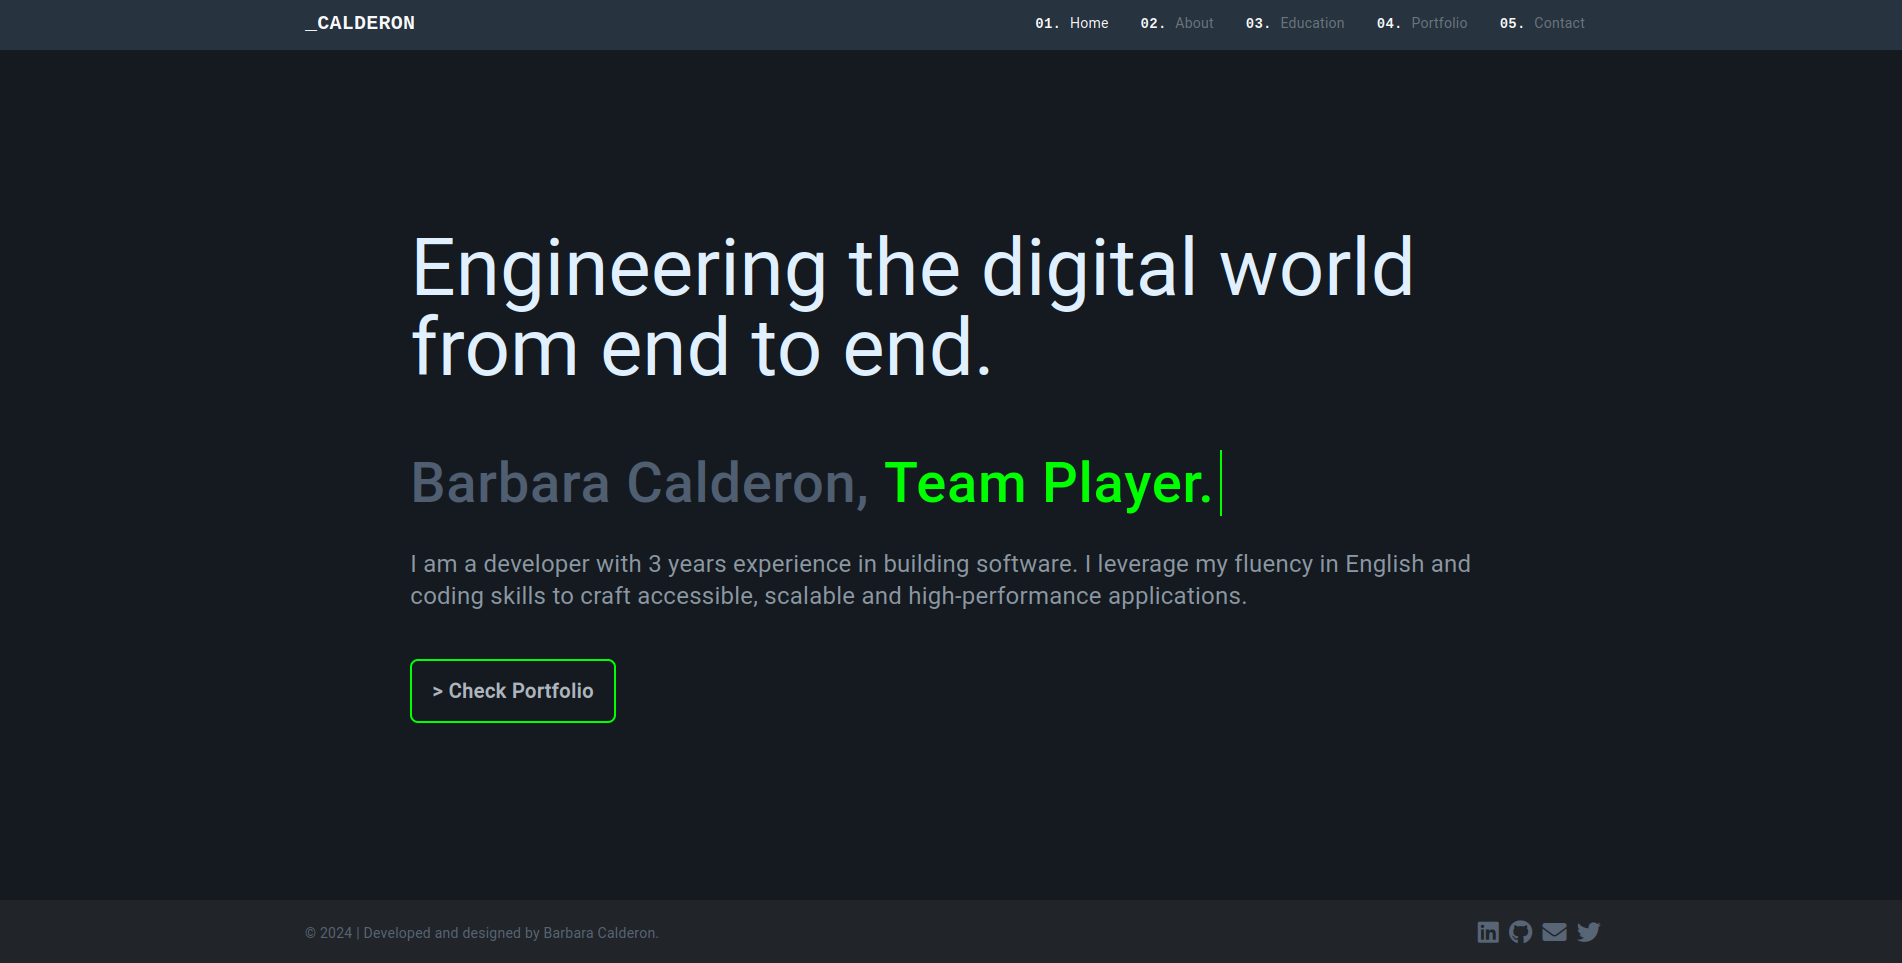 _CALDERON
01. Home 02. About 03. Education 04. Portfolio 05. Contact
Engineering the digital world
from end to end.
Barbara Calderon, Team Player.
I am a developer with 3 years experience in building software. I leverage my fluency in English and
coding skills to craft accessible, scalable and high-performance applications.
> Check Portfolio
© 2024 | Developed and designed by Barbara Calderon.
in